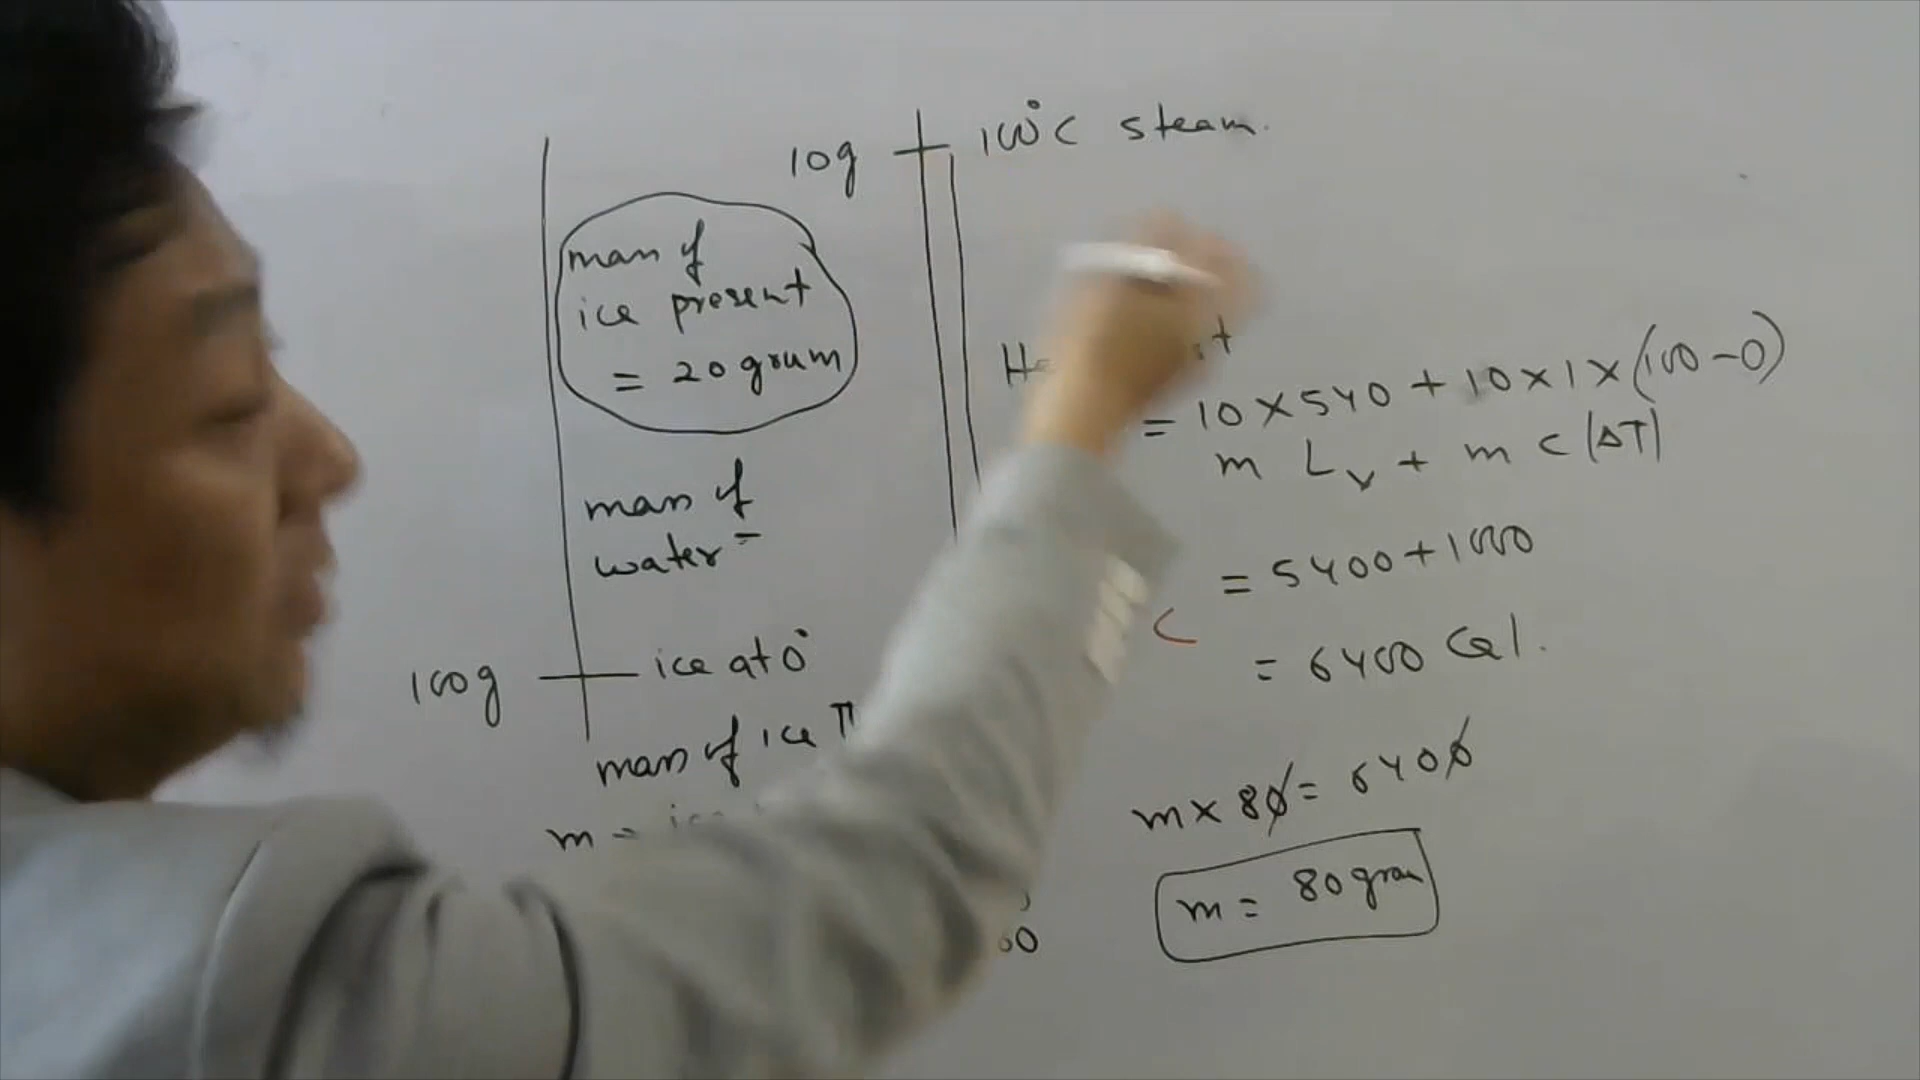 10g 100°C steam.
mass of
ice present
= 20 gram
= 10 x 540 + 10 x 1 x (100 - 0)
m Lv + m c (ΔT)
mass of
water =
= 5400 + 1000
C
= 6400 Cal.
100g ice at 0°
mass of ice
m x 80 = 6400
m =
m = 80 gram